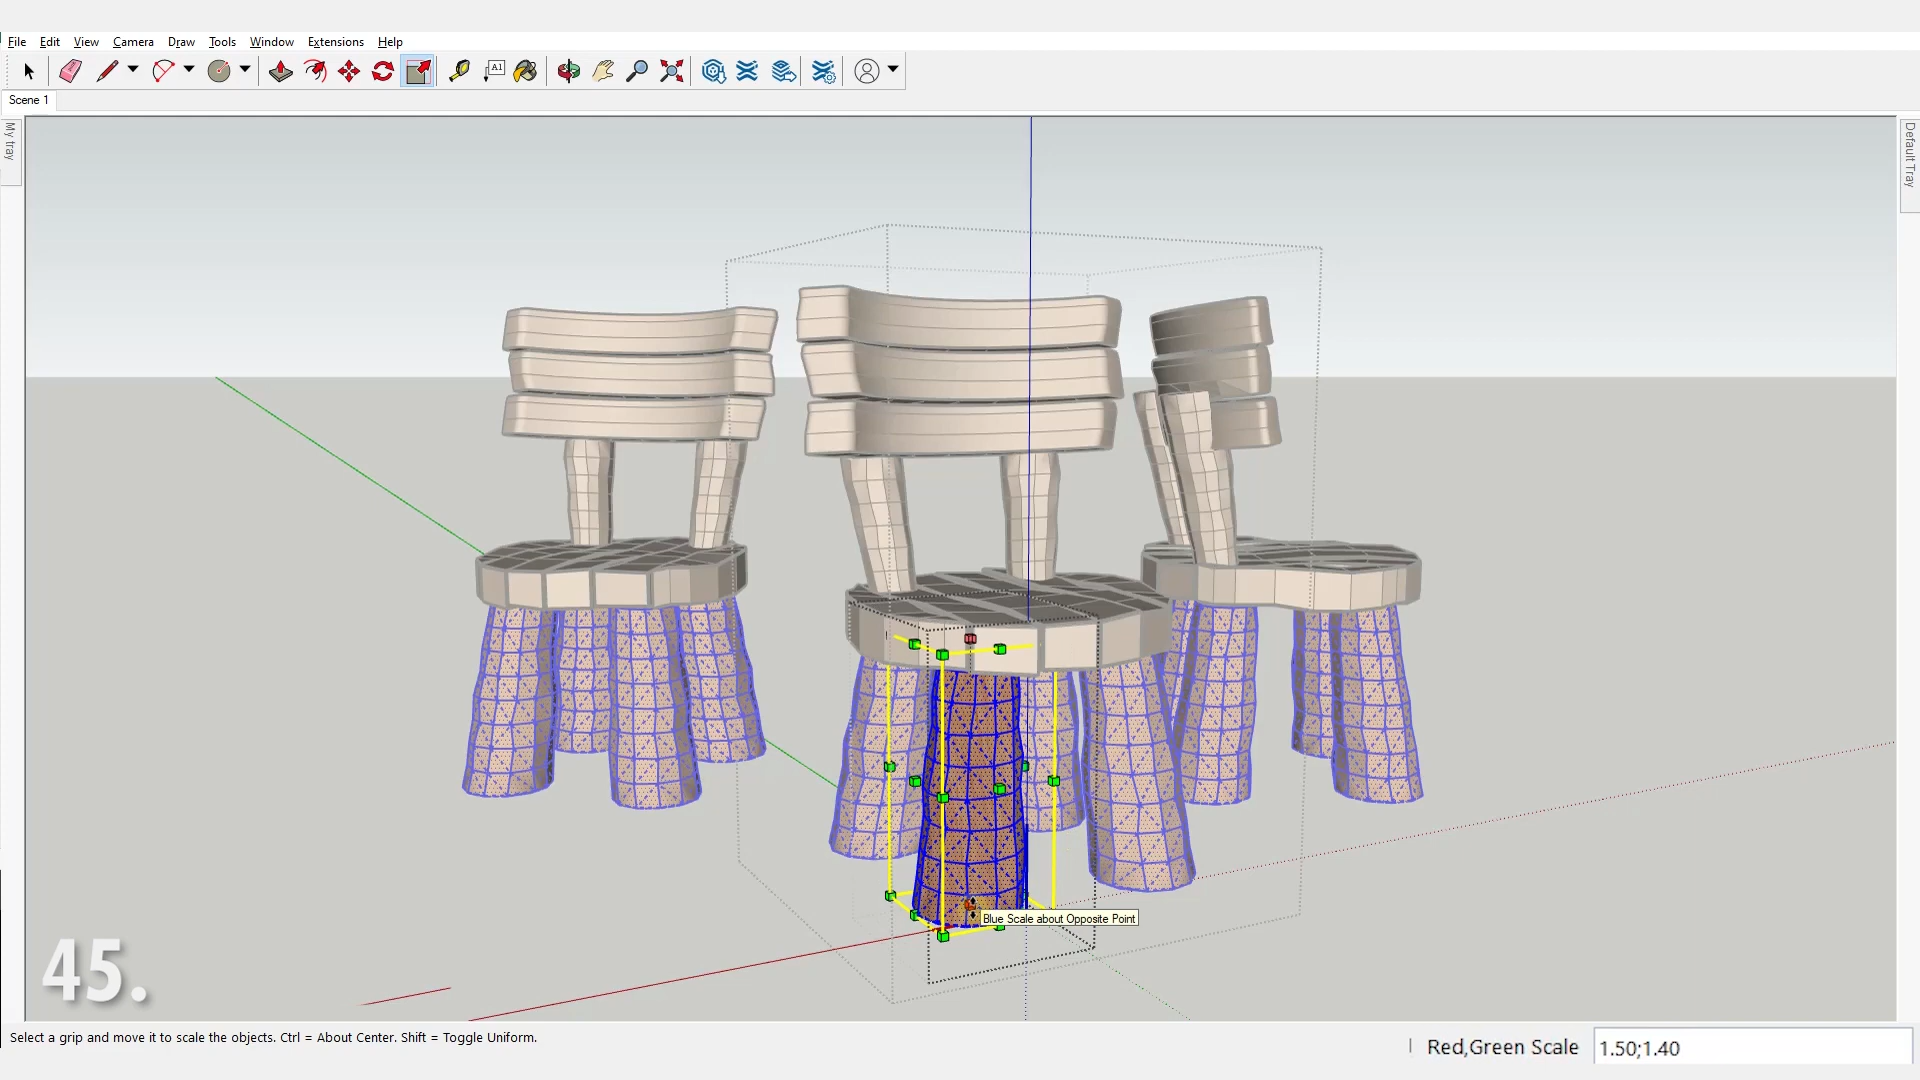 File Edit View Camera Draw Tools Window Extensions Help
A1
Scene 1
My tray
Default Tray
Blue Scale about Opposite Point
45.
Select a grip and move it to scale the objects. Ctrl = About Center. Shift = Toggle Uniform.
Red,Green Scale 1.50;1.40